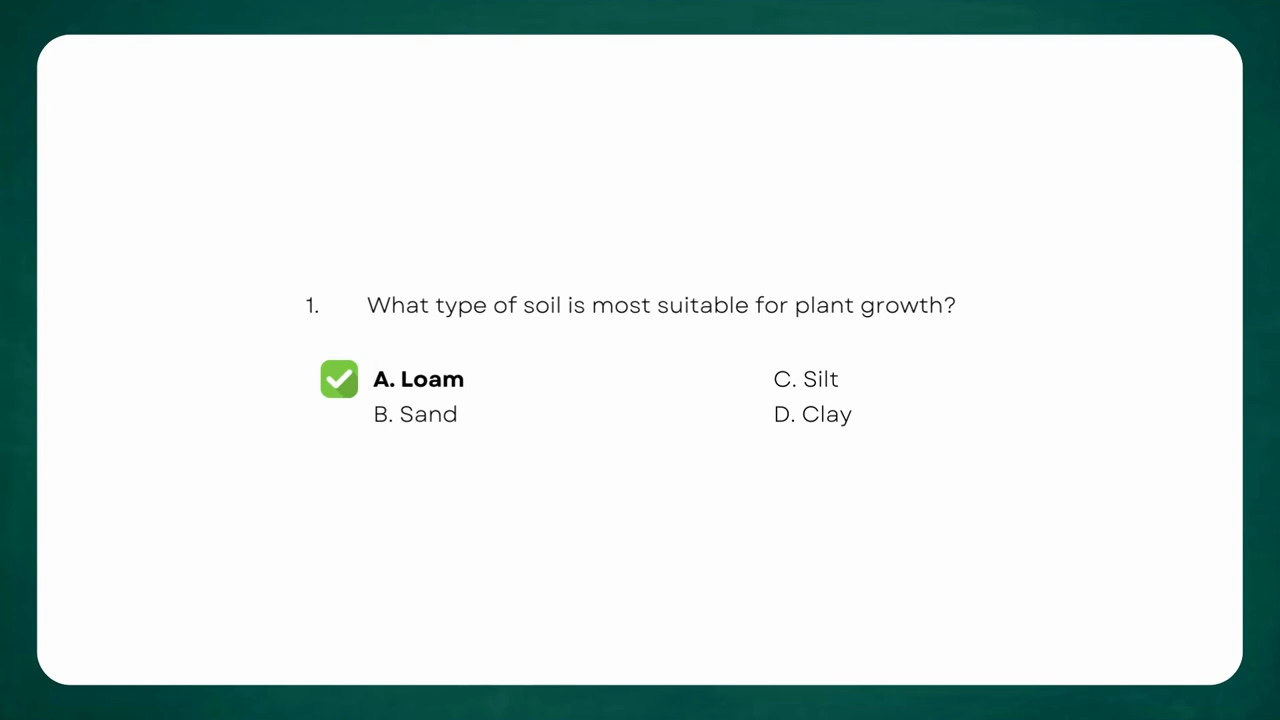 1. What type of soil is most suitable for plant growth?
A. Loam
B. Sand
C. Silt
D. Clay